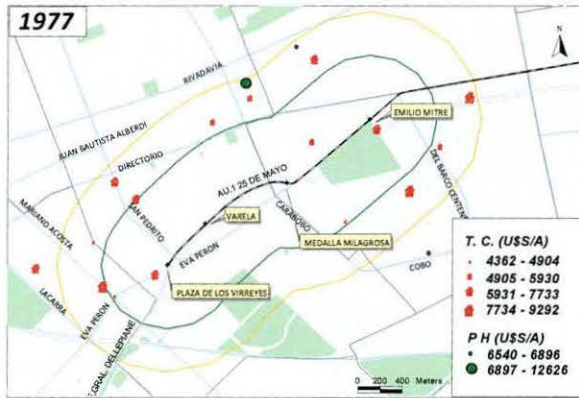 1977
N
RIVADAVIA
JUAN BAUTISTA ALBERDI
DIRECTORIO
EMILIO MITRE
AU.1 25 DE MAYO
MARIANO ACOSTA
SAN PEDRITO
CARABOBO
DEL BARCO CENTENE
VARELA
EVA PERON
MEDALLA MILAGROSA
COBO
LACARRA
PLAZA DE LOS VIRREYES
EVA PERON
GRAL.DELLEPIANE
T. C. (U$S/A)
4362 - 4904
4905 - 5930
5931 - 7733
7734 - 9292
P H (U$S/A)
6540 - 6896
6897 - 12626
0 200 400 Meters